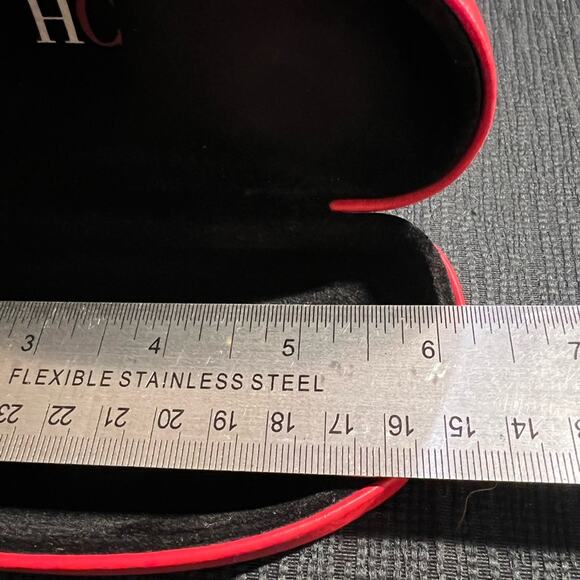 HC
3 4 5 6 7
FLEXIBLE STAINLESS STEEL
23 22 21 20 19 18 17 16 15 14